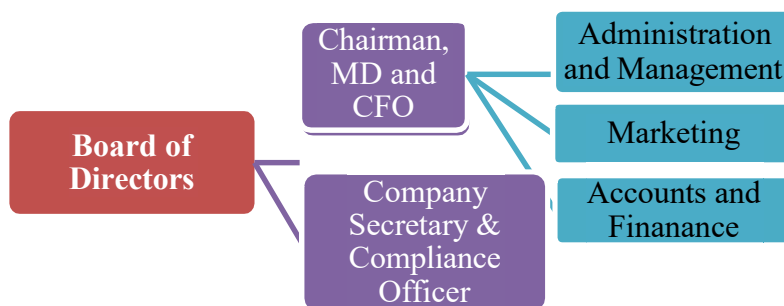 Board of
Directors
Chairman,
MD and
CFO
Company
Secretary &
Compliance
Officer
Administration
and Management
Marketing
Accounts and
Finanance